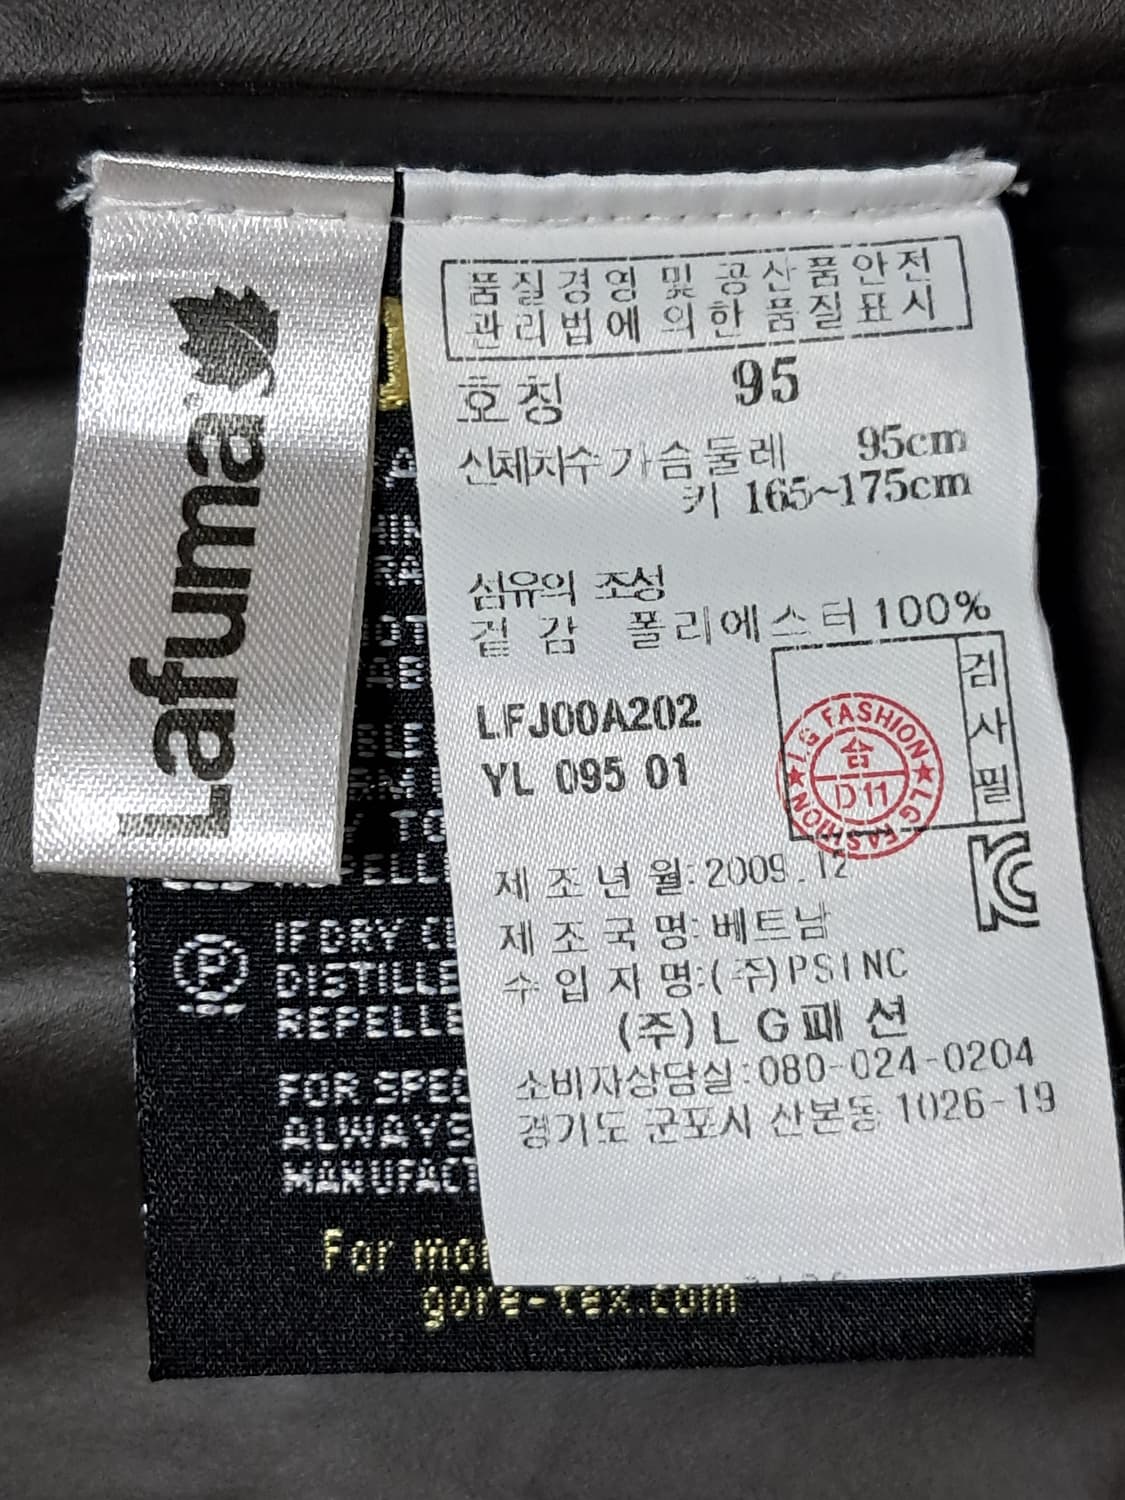 Lafuma
품질경영 및 공산품안전
관리법에 의한 품질표시
호칭 95
신체치수 가슴둘레 95cm
키 165~175cm
섬유의 조성
겉감 폴리에스터 100%
LFJ00A202
YL 095 01
검사필
LG FASHION ★ LG FASHION ★
合
D11
제조년월:2009.12
제조국명:베트남
수입자명:(주)PSINC
(주)LG패션
소비자상담실:080-024-0204
경기도 군포시 산본동 1026-19
P
IF DRY
DISTILLE
REPELLE
FOR SPEC
ALWAYS
MANUFACT
For mo
gore-tex.com